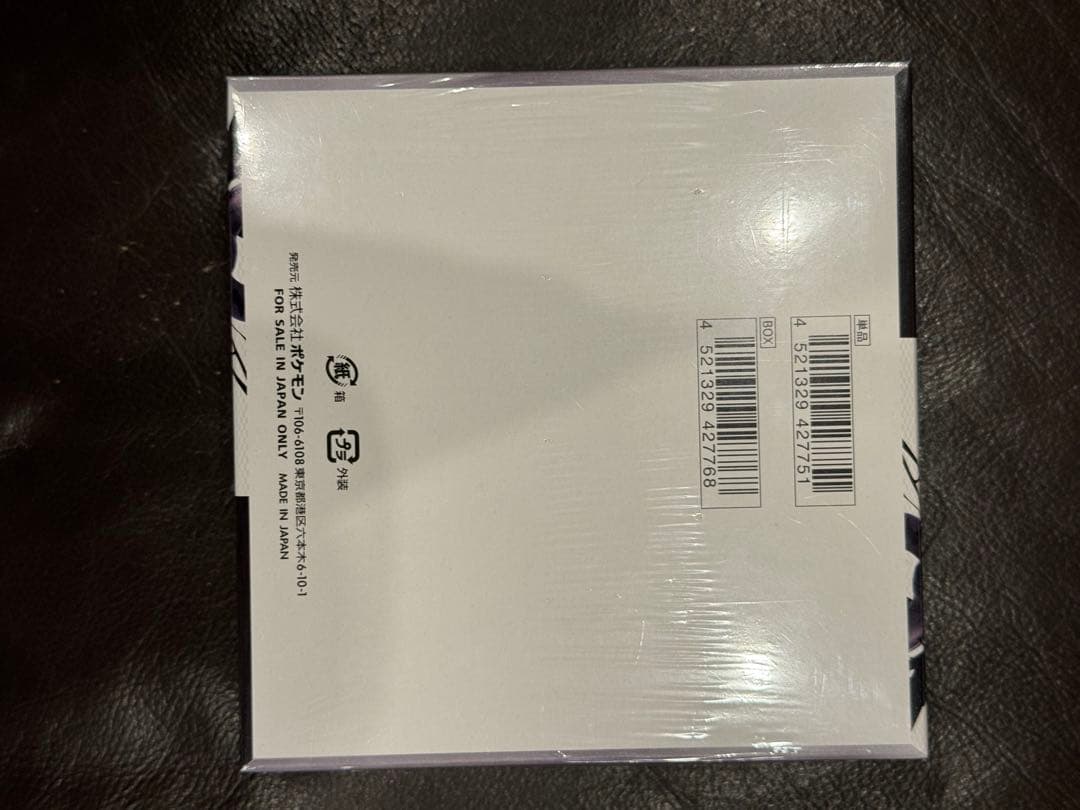 単品
4 521329 427751
BOX
4 521329 427768
紙 箱
プラ 外装
発売元 株式会社 ポケモン 〒106-6108 東京都港区六本木6-10-1
FOR SALE IN JAPAN ONLY MADE IN JAPAN